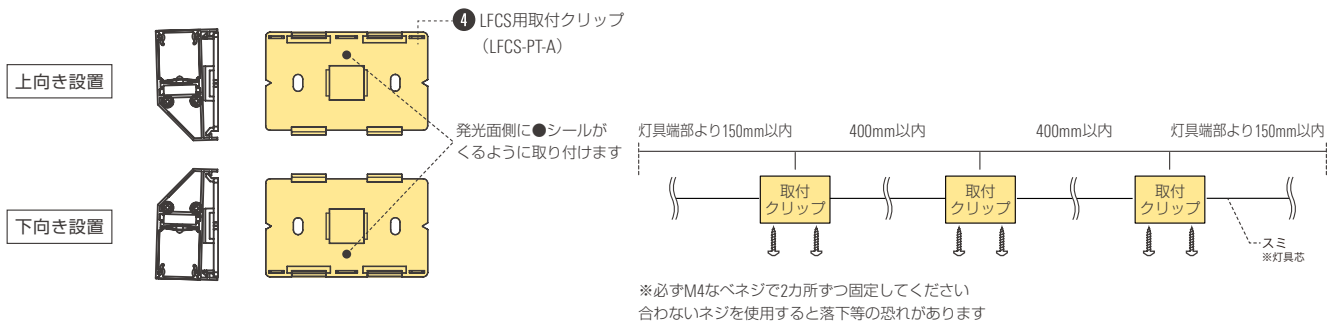 上向き設置
❹ LFCS用取付クリップ
（LFCS-PT-A）
発光面側に●シールが
くるように取り付けます
下向き設置
灯具端部より150mm以内
400mm以内
400mm以内
灯具端部より150mm以内
取付
クリップ
取付
クリップ
取付
クリップ
スミ
※灯具芯
※必ずM4なべネジで2カ所ずつ固定してください
合わないネジを使用すると落下等の恐れがあります